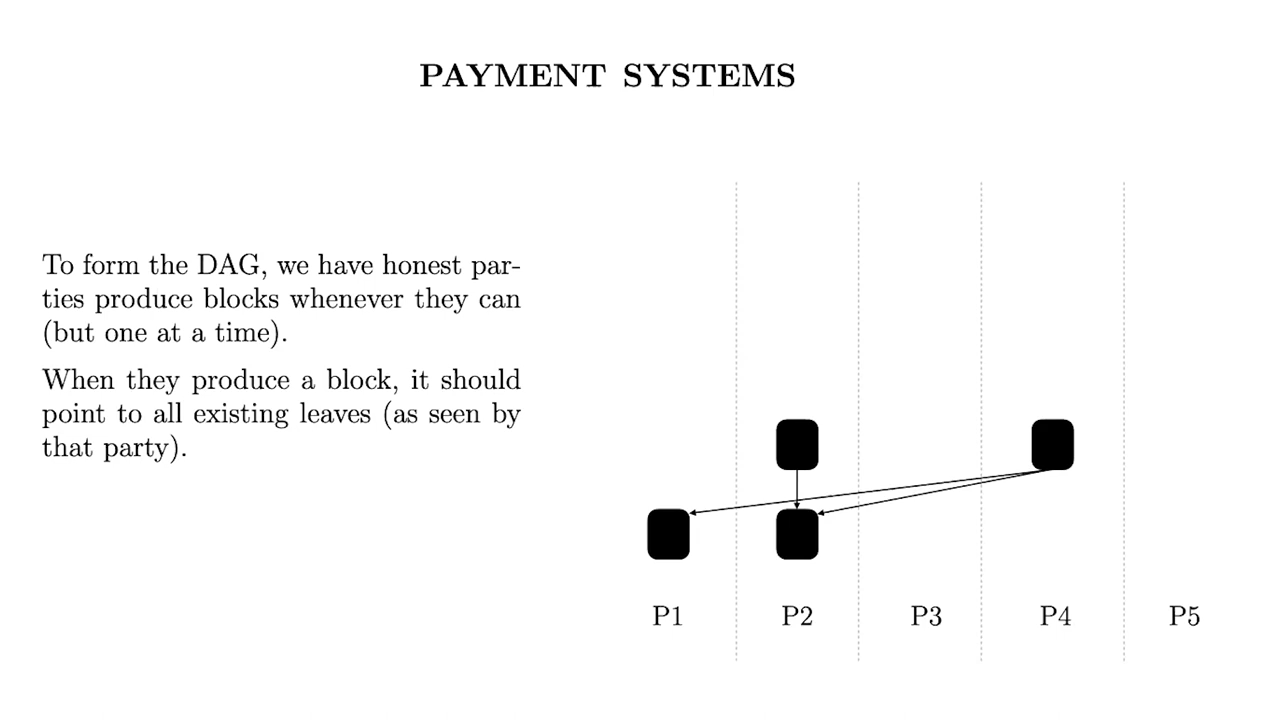 PAYMENT SYSTEMS
To form the DAG, we have honest par-
ties produce blocks whenever they can
(but one at a time).
When they produce a block, it should
point to all existing leaves (as seen by
that party).
P1 P2 P3 P4 P5